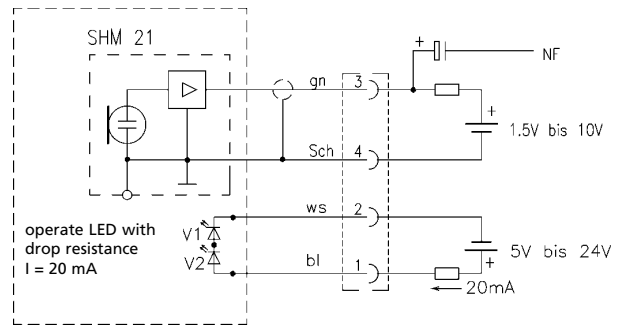 SHM 21
gn
3
+
NF
+
1.5V bis 10V
Sch
4
ws
2
V1
V2
bl
1
5V bis 24V
+
20mA
operate LED with
drop resistance
I = 20 mA